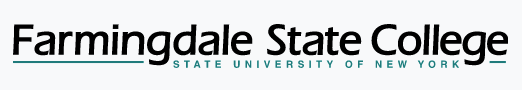 Farmingdale State College
STATE UNIVERSITY OF NEW YORK